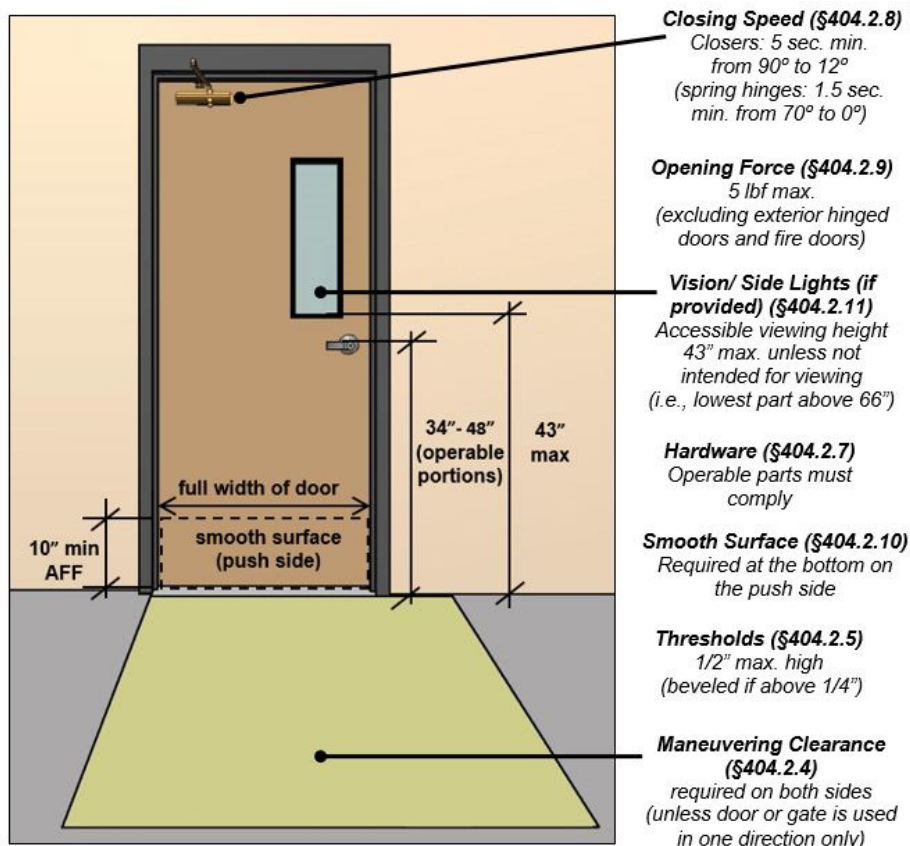 Closing Speed (§404.2.8)
Closers: 5 sec. min.
from 90º to 12º
(spring hinges: 1.5 sec.
min. from 70º to 0º)
Opening Force (§404.2.9)
5 lbf max.
(excluding exterior hinged
doors and fire doors)
Vision/ Side Lights (if
provided) (§404.2.11)
Accessible viewing height
43” max. unless not
intended for viewing
(i.e., lowest part above 66”)
Hardware (§404.2.7)
Operable parts must
comply
Smooth Surface (§404.2.10)
Required at the bottom on
the push side
Thresholds (§404.2.5)
1/2” max. high
(beveled if above 1/4”)
Maneuvering Clearance
(§404.2.4)
required on both sides
(unless door or gate is used
in one direction only)
34”- 48”
(operable
portions)
43”
max
full width of door
smooth surface
(push side)
10” min
AFF